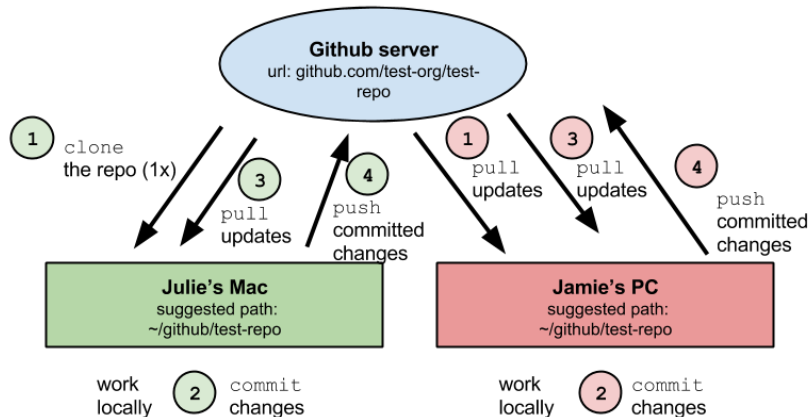 Github server
url: github.com/test-org/test-
repo
1
clone
the repo (1x)
3
pull
updates
4
push
committed
changes
1
pull
updates
3
pull
updates
4
push
committed
changes
Julie's Mac
suggested path:
~/github/test-repo
Jamie's PC
suggested path:
~/github/test-repo
work
locally
2
commit
changes
work
locally
2
commit
changes